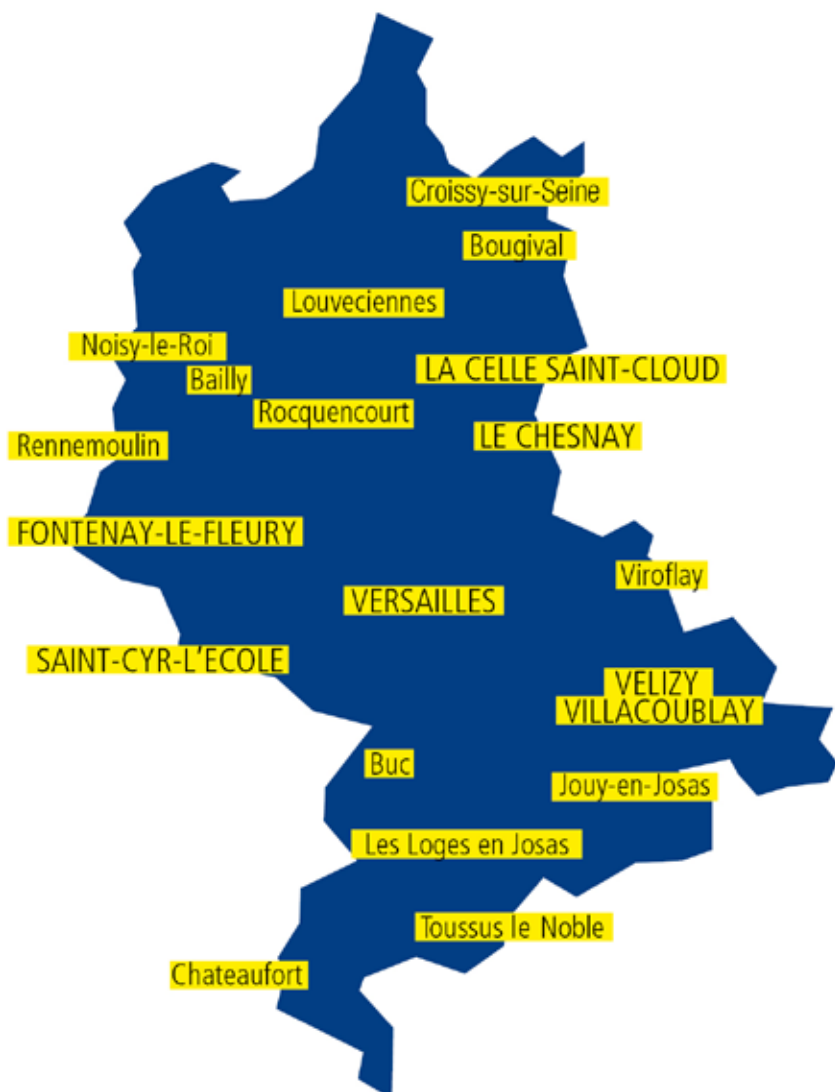 Croissy-sur-Seine
Bougival
Louveciennes
Noisy-le-Roi
LA CELLE SAINT-CLOUD
Bailly
Rocquencourt
LE CHESNAY
Rennemoulin
FONTENAY-LE-FLEURY
Viroflay
VERSAILLES
SAINT-CYR-L'ECOLE
VELIZY
VILLACOUBLAY
Buc
Jouy-en-Josas
Les Loges en Josas
Toussus le Noble
Chateaufort